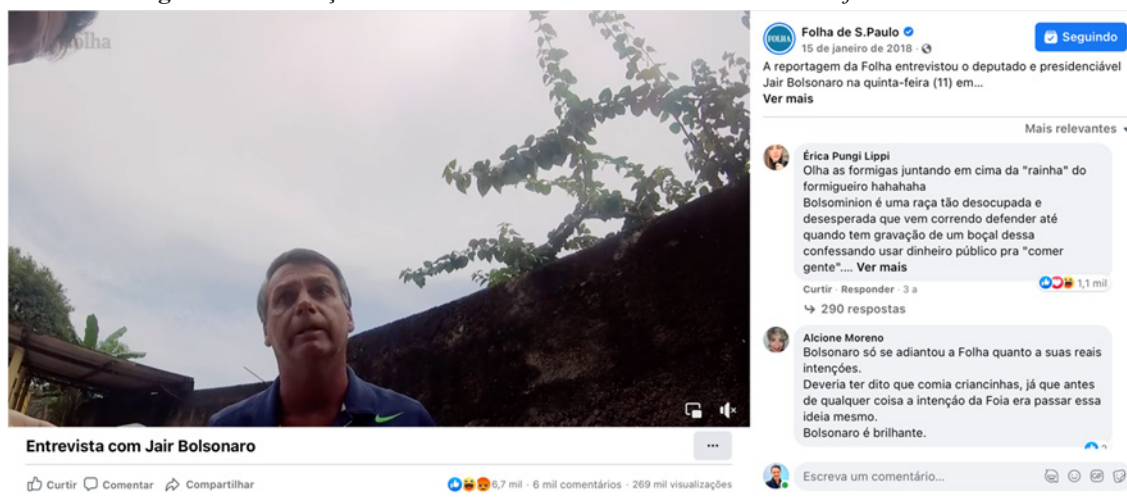 olha
Entrevista com Jair Bolsonaro
Curtir Comentar Compartilhar
6,7 mil · 6 mil comentários · 269 mil visualizações
FOLHA
Folha de S.Paulo
15 de janeiro de 2018 ·
Seguindo
A reportagem da Folha entrevistou o deputado e presidenciável
Jair Bolsonaro na quinta-feira (11) em...
Ver mais
Mais relevantes
Érica Pungi Lippi
Olha as formigas juntando em cima da "rainha" do
formigueiro hahahaha
Bolsominion é uma raça tão desocupada e
desesperada que vem correndo defender até
quando tem gravação de um boçal dessa
confessando usar dinheiro público pra "comer
gente".... Ver mais
Curtir · Responder · 3 a
1,1 mil
290 respostas
Alcione Moreno
Bolsonaro só se adiantou a Folha quanto a suas reais
intenções.
Deveria ter dito que comia criancinhas, já que antes
de qualquer coisa a intenção da Foia era passar essa
ideia mesmo.
Bolsonaro é brilhante.
Escreva um comentário...
GIF